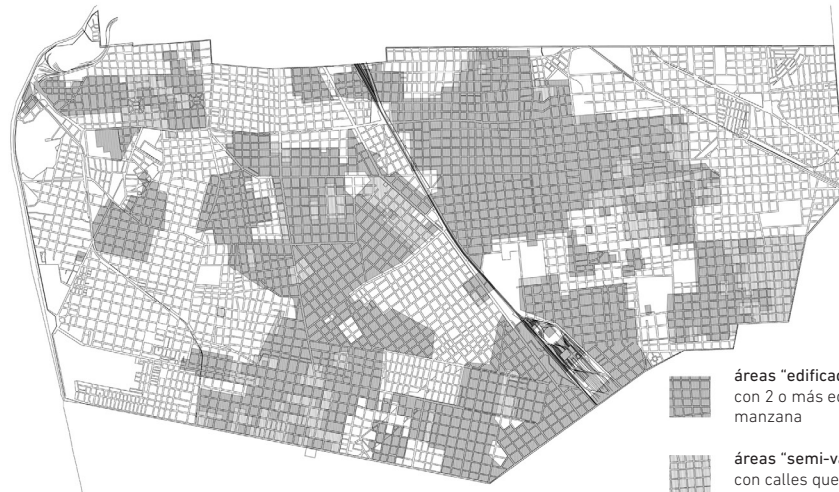 áreas "edificad
con 2 o más ed
manzana
áreas "semi-va
con calles que